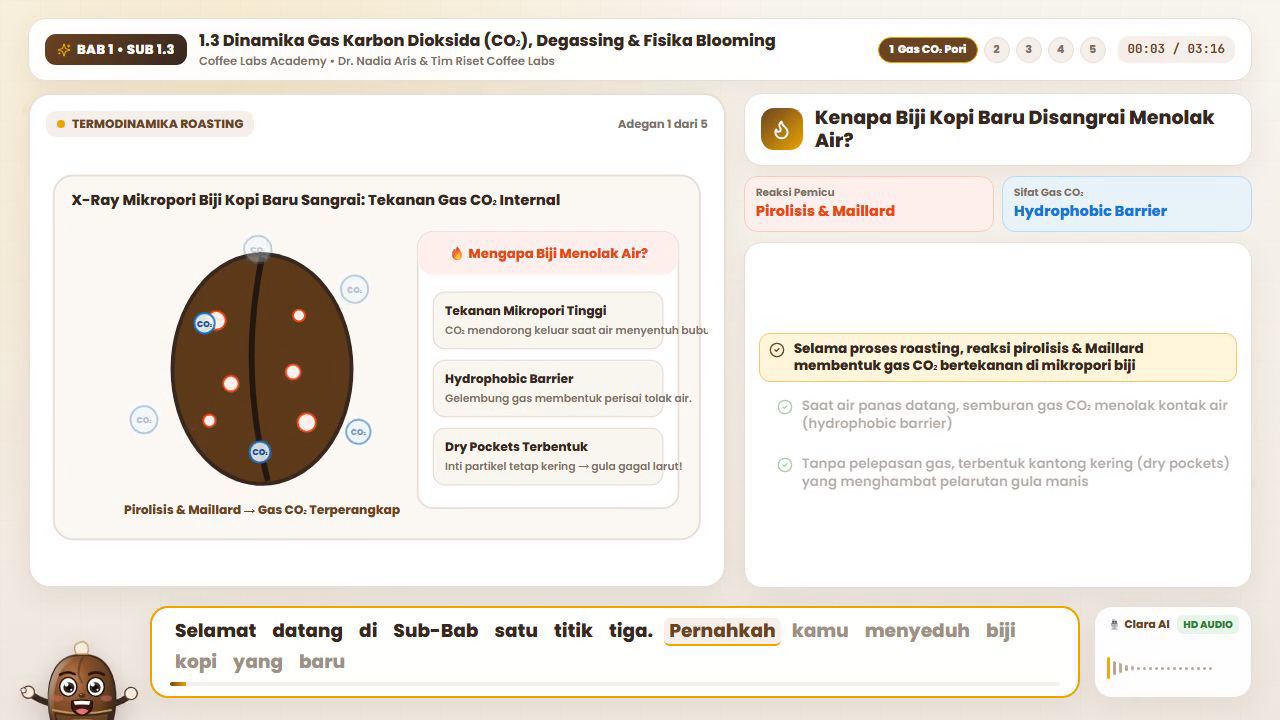 BAB 1 • SUB 1.3
1.3 Dinamika Gas Karbon Dioksida (CO₂), Degassing & Fisika Blooming
Coffee Labs Academy • Dr. Nadia Aris & Tim Riset Coffee Labs
1 Gas CO₂ Pori
2
3
4
5
00:03 / 03:16
TERMODINAMIKA ROASTING
Adegan 1 dari 5
X-Ray Mikropori Biji Kopi Baru Sangrai: Tekanan Gas CO₂ Internal
CO₂
CO₂
CO₂
CO₂
CO₂
CO₂
Pirolisis & Maillard → Gas CO₂ Terperangkap
Mengapa Biji Menolak Air?
Tekanan Mikropori Tinggi
CO₂ mendorong keluar saat air menyentuh bubu
Hydrophobic Barrier
Gelembung gas membentuk perisai tolak air.
Dry Pockets Terbentuk
Inti partikel tetap kering → gula gagal larut!
Kenapa Biji Kopi Baru Disangrai Menolak
Air?
Reaksi Pemicu
Pirolisis & Maillard
Sifat Gas CO₂
Hydrophobic Barrier
Selama proses roasting, reaksi pirolisis & Maillard
membentuk gas CO₂ bertekanan di mikropori biji
Saat air panas datang, semburan gas CO₂ menolak kontak air
(hydrophobic barrier)
Tanpa pelepasan gas, terbentuk kantong kering (dry pockets)
yang menghambat pelarutan gula manis
Selamat datang di Sub-Bab satu titik tiga. Pernahkah kamu menyeduh biji
kopi yang baru
Clara AI
HD AUDIO